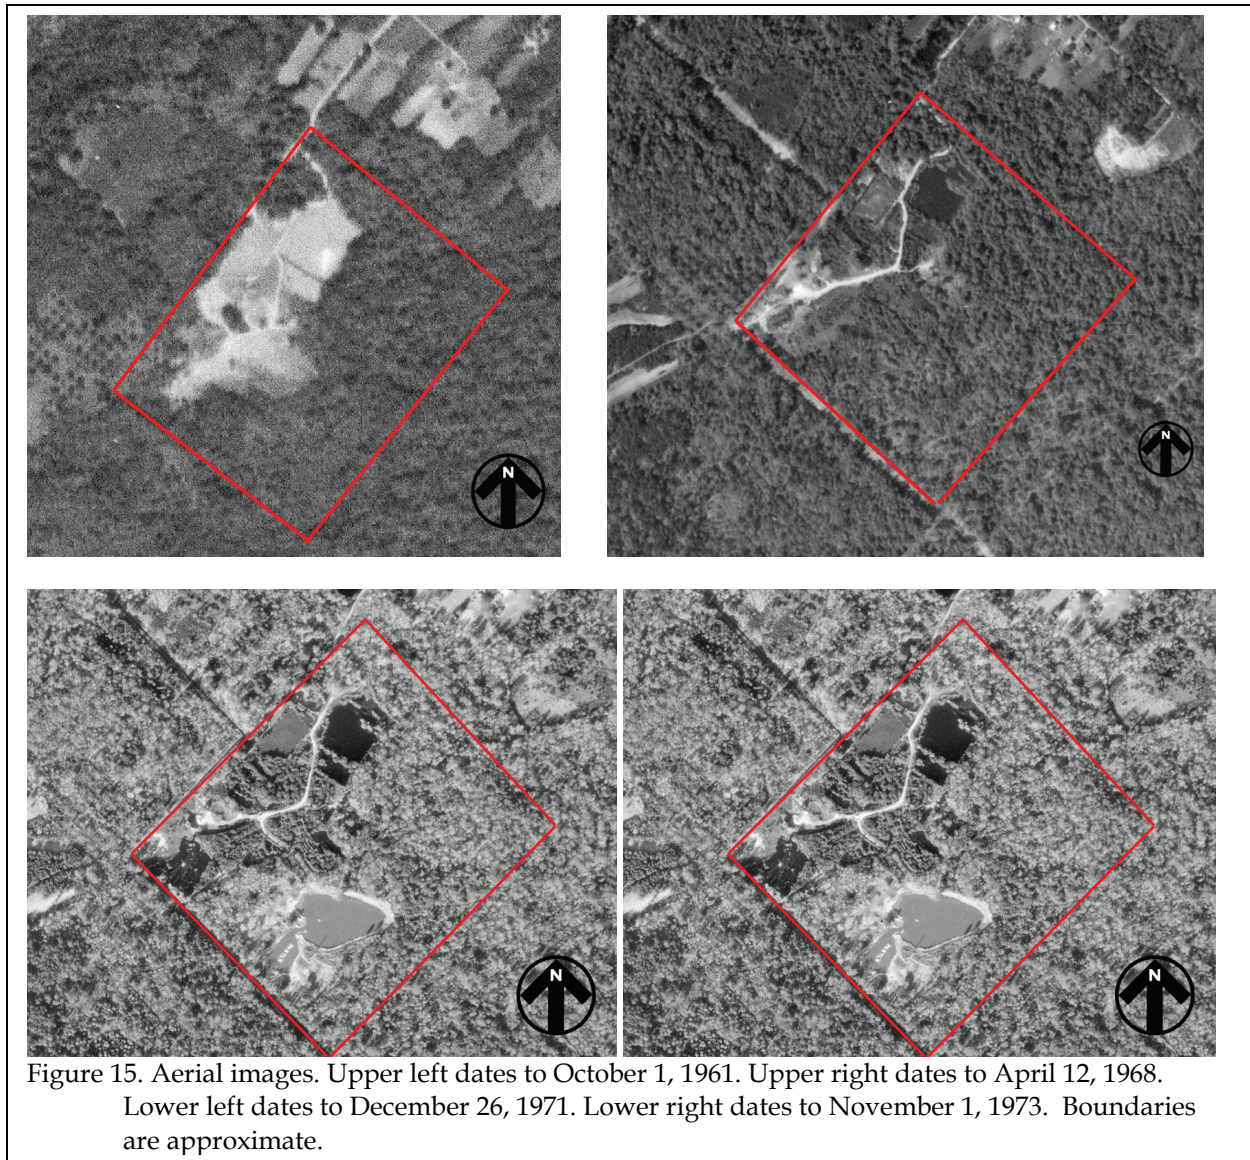 N
N
N
N
Figure 15. Aerial images. Upper left dates to October 1, 1961. Upper right dates to April 12, 1968.
Lower left dates to December 26, 1971. Lower right dates to November 1, 1973.  Boundaries
are approximate.